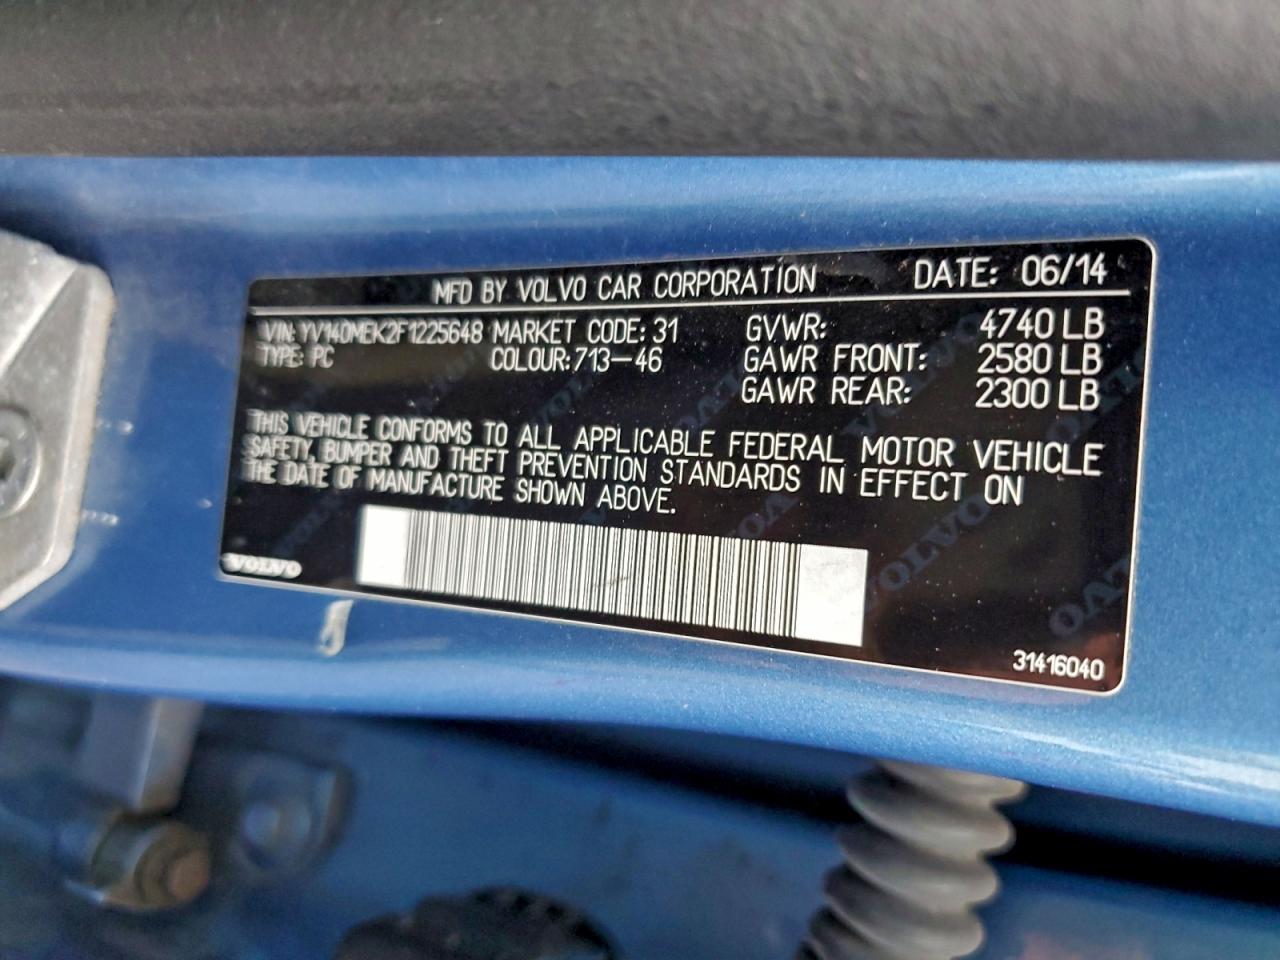 MFD BY VOLVO CAR CORPORATION DATE: 06/14
VIN: YV140MEK2F1225648 MARKET CODE: 31 GVWR: 4740 LB
TYPE: PC COLOUR: 713-46 GAWR FRONT: 2580 LB
GAWR REAR: 2300 LB
THIS VEHICLE CONFORMS TO ALL APPLICABLE FEDERAL MOTOR VEHICLE
SAFETY, BUMPER AND THEFT PREVENTION STANDARDS IN EFFECT ON
THE DATE OF MANUFACTURE SHOWN ABOVE.
VOLVO
31416040